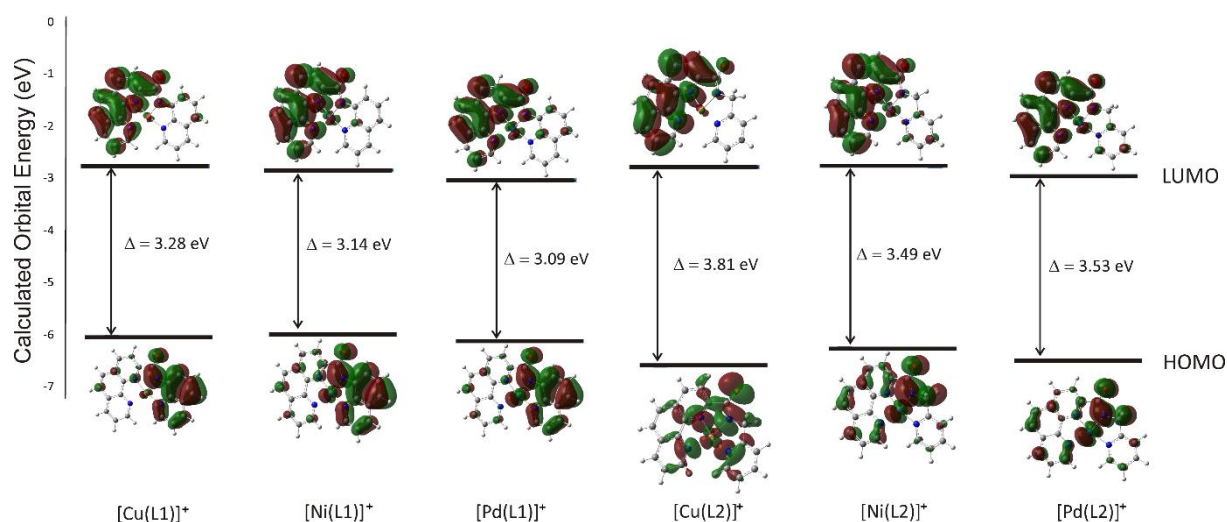 Calculated Orbital Energy (eV)
0
-1
-2
-3
-4
-5
-6
-7
LUMO
Δ = 3.28 eV
Δ = 3.14 eV
Δ = 3.09 eV
Δ = 3.81 eV
Δ = 3.49 eV
Δ = 3.53 eV
HOMO
[Cu(L1)]⁺
[Ni(L1)]⁺
[Pd(L1)]⁺
[Cu(L2)]⁺
[Ni(L2)]⁺
[Pd(L2)]⁺